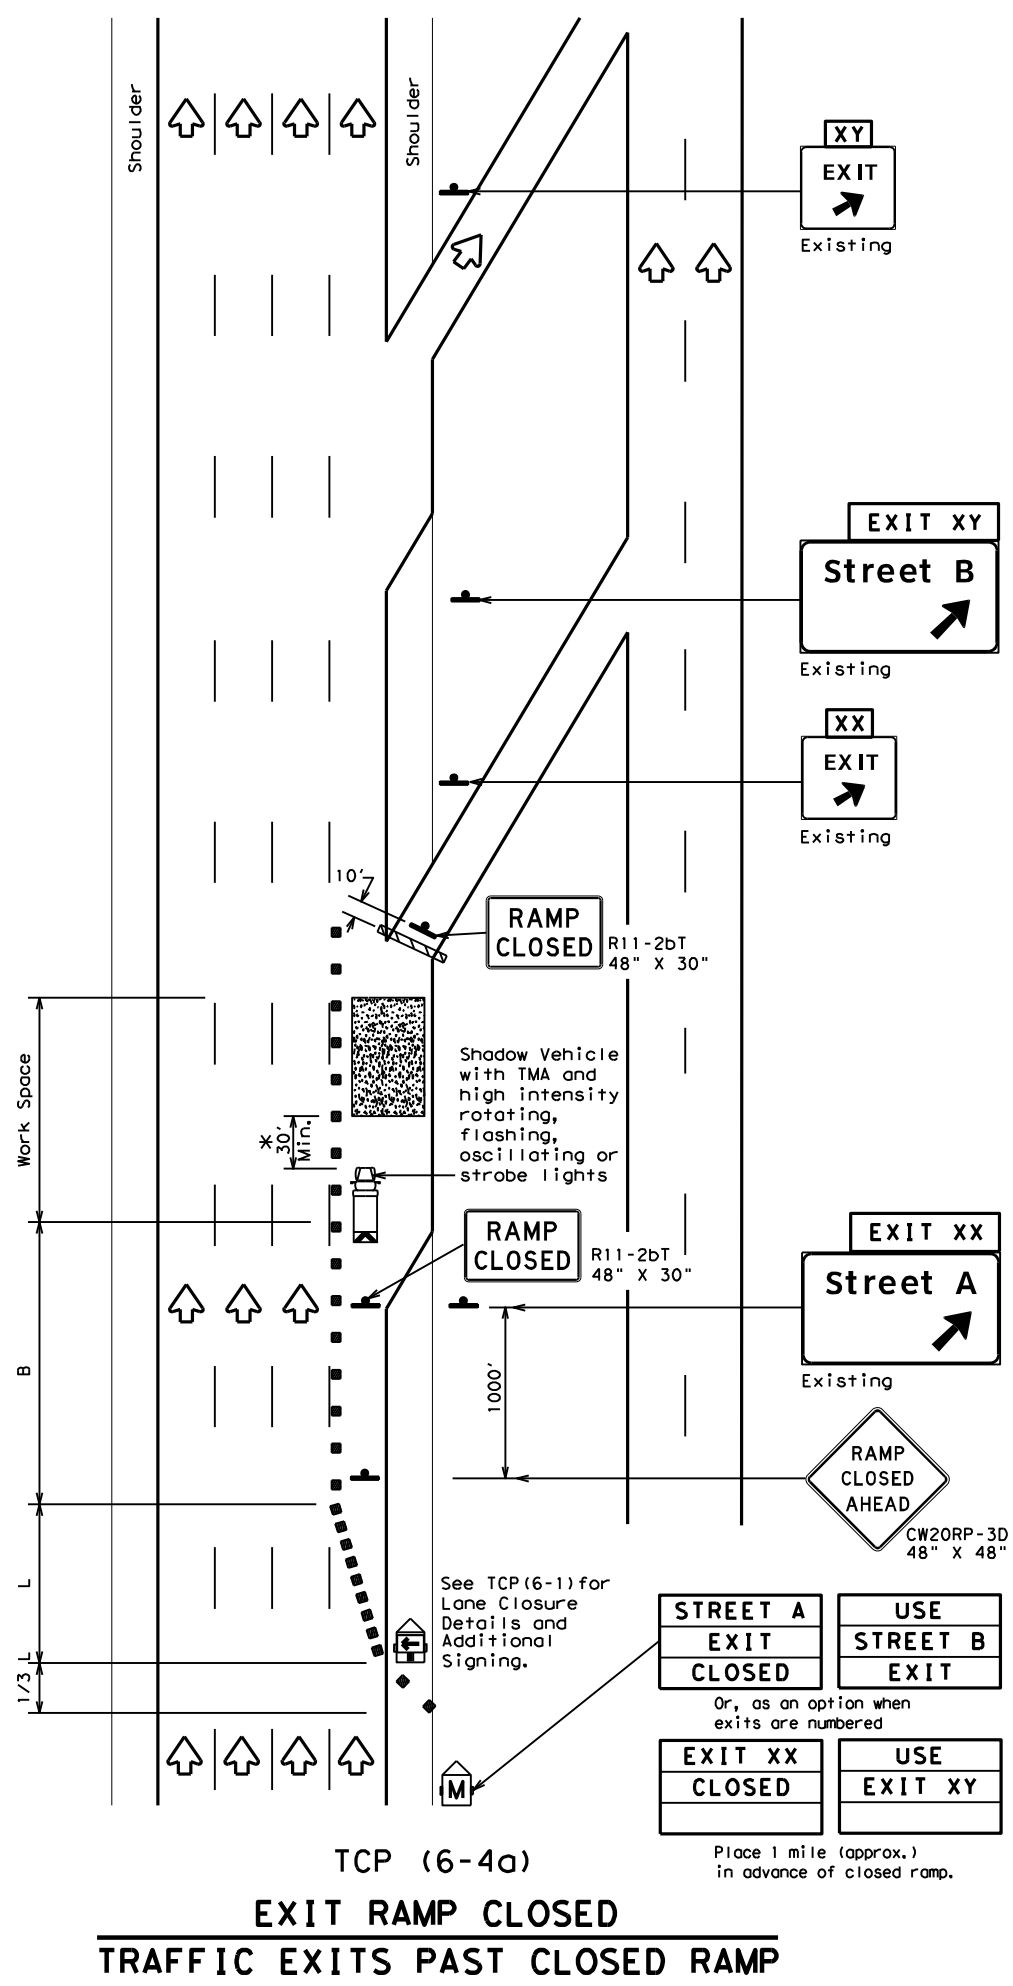 Shoulder
Shoulder
XY
EXIT
Existing
EXIT XY
Street B
Existing
XX
EXIT
Existing
10'
RAMP
CLOSED
R11-2bT
48" X 30"
Work Space
Shadow Vehicle
with TMA and
high intensity
rotating,
flashing,
oscillating or
strobe lights
*
30'
Min.
RAMP
CLOSED
R11-2bT
48" X 30"
EXIT XX
Street A
Existing
B
1000'
RAMP
CLOSED
AHEAD
CW20RP-3D
48" X 48"
L
See TCP(6-1)for
Lane Closure
Details and
Additional
Signing.
1/3 L
STREET A
EXIT
CLOSED
USE
STREET B
EXIT
Or, as an option when
exits are numbered
EXIT XX
CLOSED
USE
EXIT XY
M
Place 1 mile (approx.)
in advance of closed ramp.
TCP (6-4a)
EXIT RAMP CLOSED
TRAFFIC EXITS PAST CLOSED RAMP